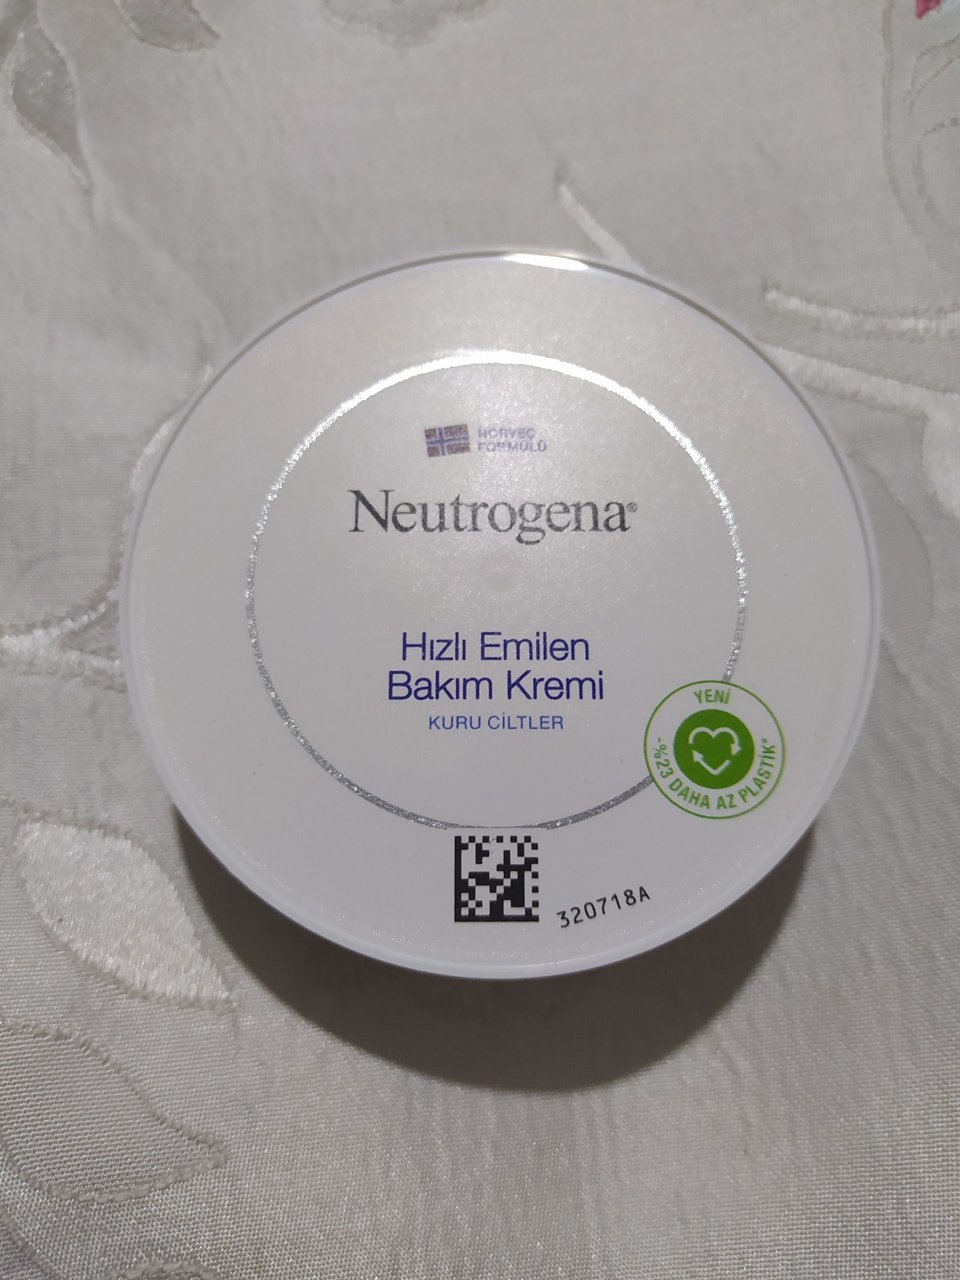 NORVEÇ
FORMÜLÜ
Neutrogena®
Hızlı Emilen
Bakım Kremi
KURU CİLTLER
YENİ
-%23 DAHA AZ PLASTİK*
320718A